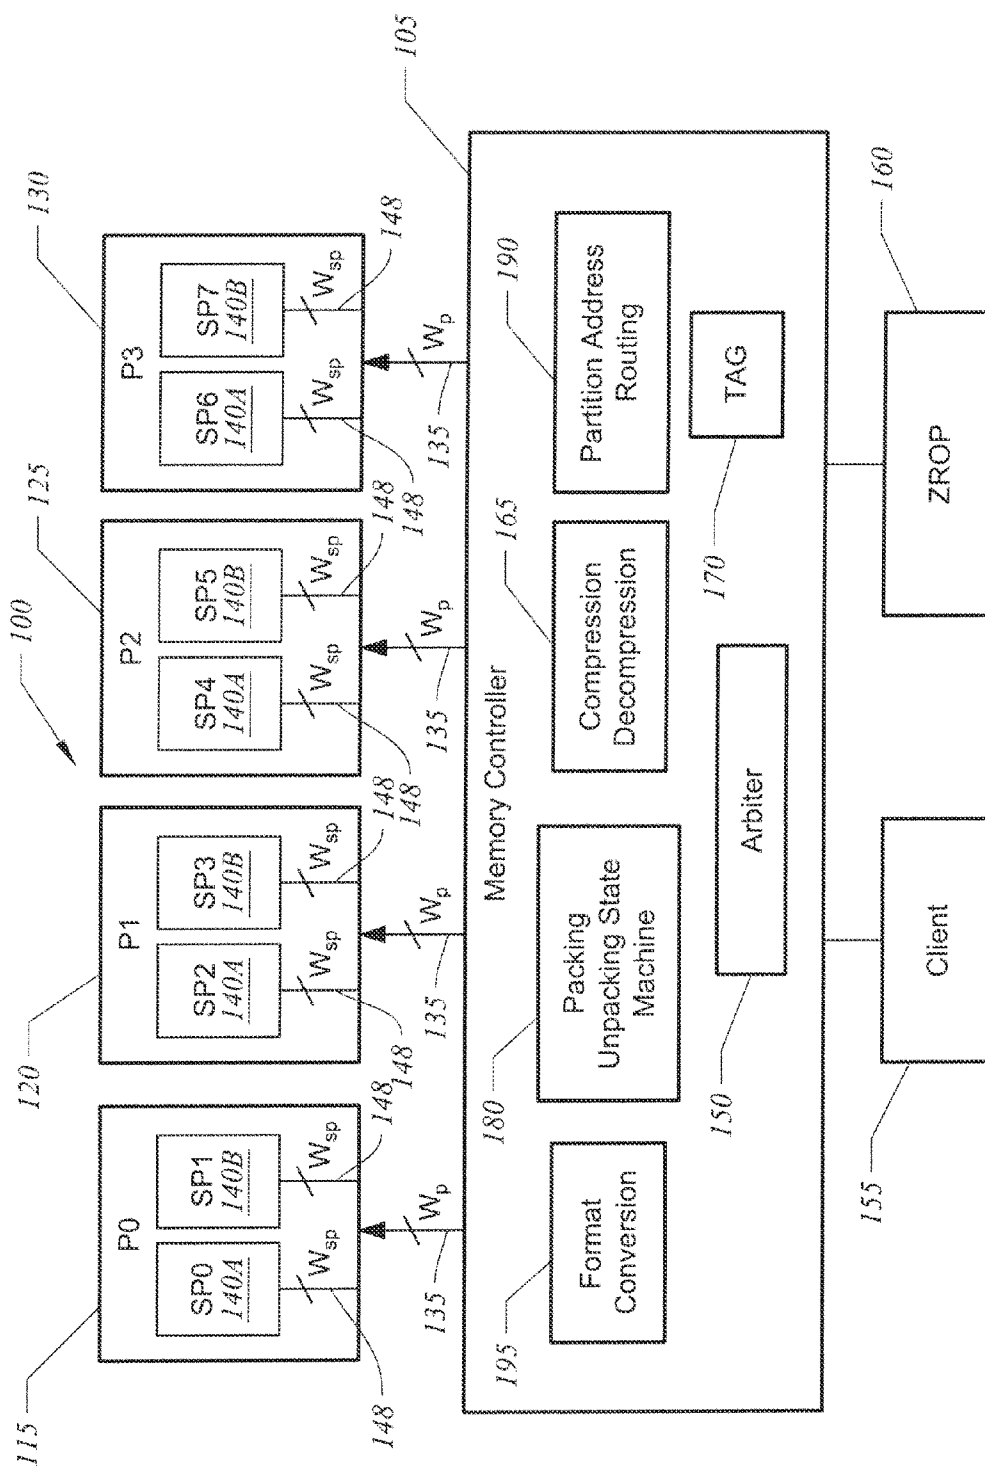 100
115
120
125
130
105
P0
P1
P2
P3
SP0
140A
SP1
140B
SP2
140A
SP3
140B
SP4
140A
SP5
140B
SP6
140A
SP7
140B
Wsp
Wsp
Wsp
Wsp
Wsp
Wsp
Wsp
Wsp
148
148
148
148
148
148
148
148
Wp
Wp
Wp
Wp
135
135
135
135
Memory Controller
195
180
165
190
Format
Conversion
Packing
Unpacking State
Machine
Compression
Decompression
Partition Address
Routing
Arbiter
150
TAG
170
Client
155
ZROP
160